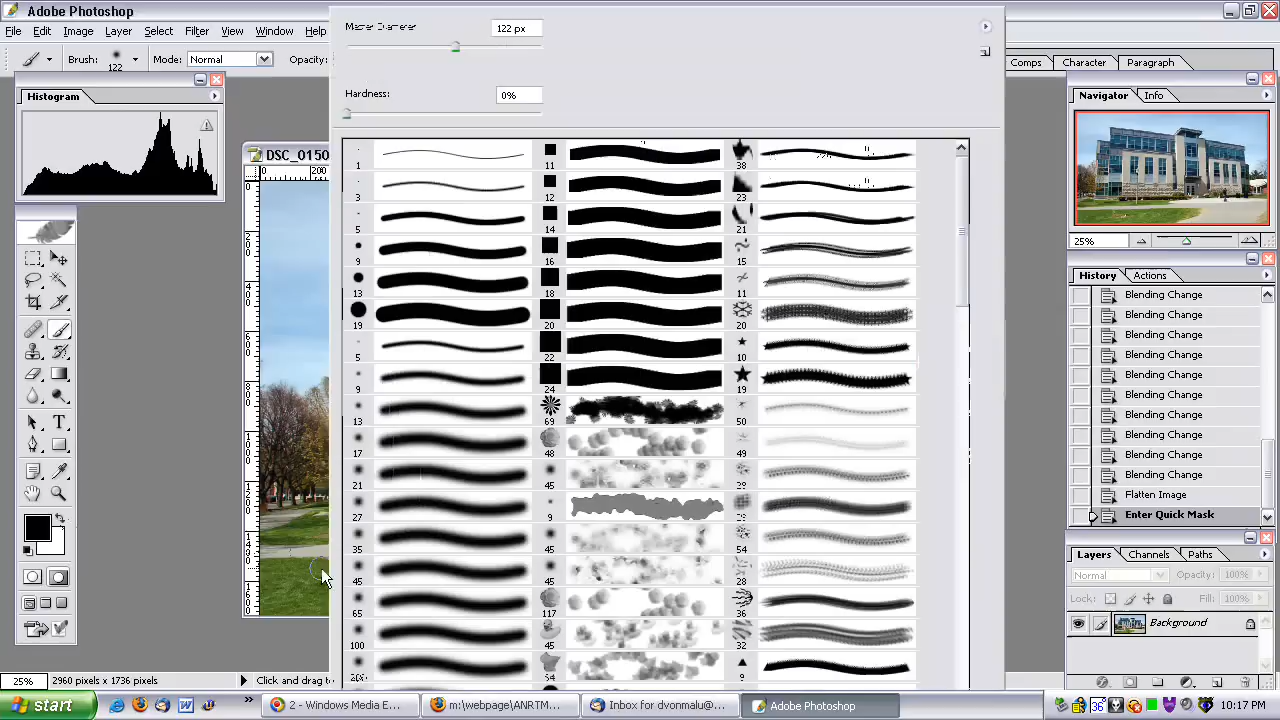 Adobe Photoshop
File Edit Image Layer Select Filter View Window Help
Brush: 122 Mode: Normal Opacity:
Comps Character Paragraph
Master Diameter 122 px
Hardness: 0%
Histogram
DSC_0150
0 200
Navigator Info
25%
History Actions
Blending Change
Blending Change
Blending Change
Blending Change
Blending Change
Blending Change
Blending Change
Blending Change
Blending Change
Blending Change
Flatten Image
Enter Quick Mask
Layers Channels Paths
Normal Opacity: 100%
Lock: Fill: 100%
Background
1 11 38
3 12 23
5 14 21
9 16 15
13 18 11
19 20 20
5 22 10
9 24 19
13 69 50
17 48 49
21 45
27 9
35 45 54
45 45 28
65 117 36
100 45 32
54 9
25% Click and drag
start
2 - Windows Media E...
m:\webpage\ANRTM...
Inbox for dvonmalu@...
Adobe Photoshop
36
10:17 PM